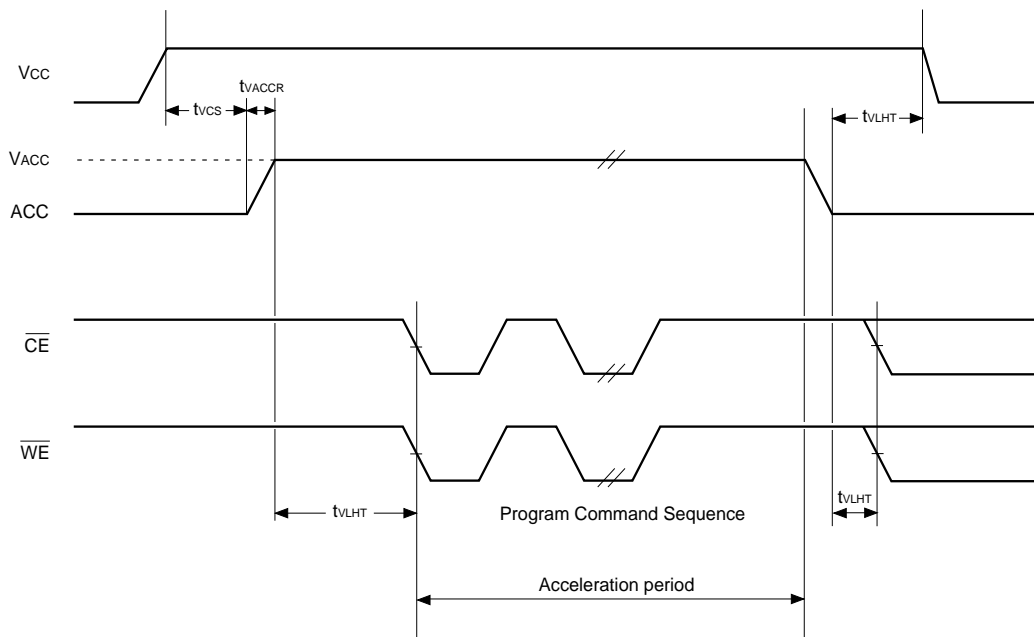 VCC
tVACCR
tVCS
tVLHT
VACC
ACC
CE
WE
tVLHT
Program Command Sequence
tVLHT
Acceleration period